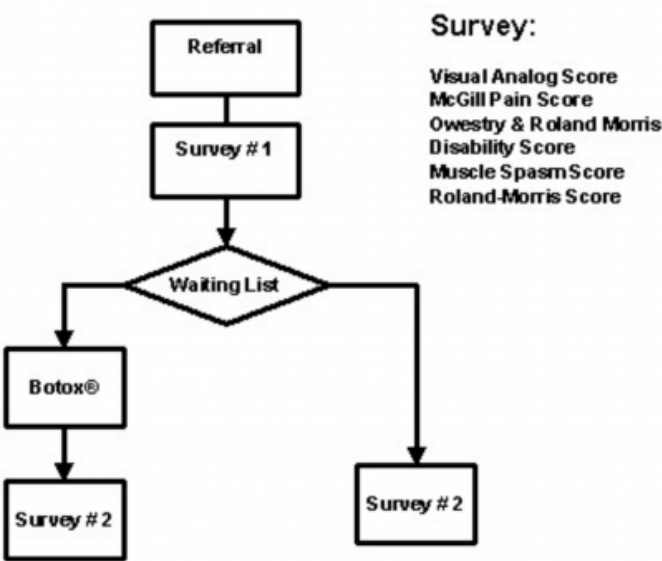 Referral
Survey # 1
Waiting List
Botox®
Survey # 2
Survey # 2
Survey:
Visual Analog Score
McGill Pain Score
Owestry & Roland Morris
Disability Score
Muscle Spasm Score
Roland-Morris Score